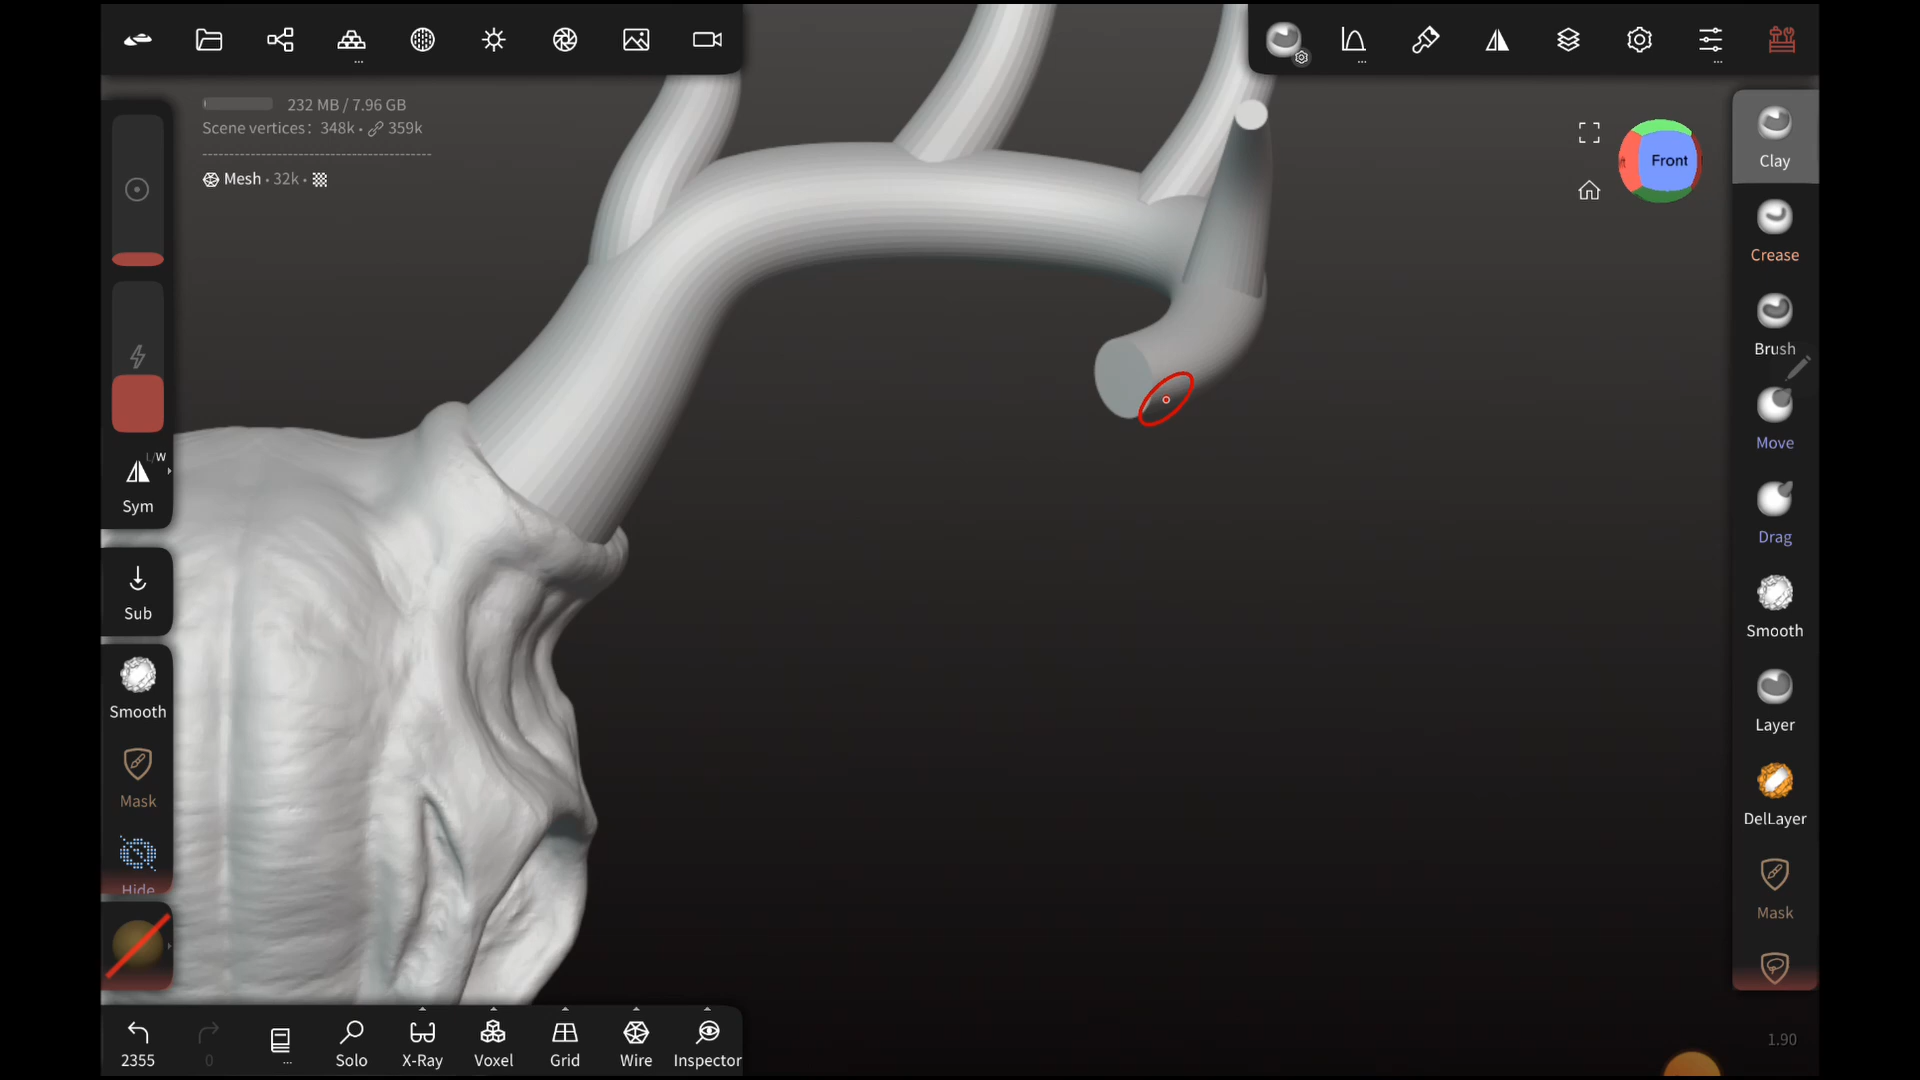 232 MB / 7.96 GB
Scene vertices: 348k • 359k
Mesh • 32k •
Front
Clay
Crease
Brush
Move
Drag
Smooth
Layer
DelLayer
Mask
L/W
Sym
Sub
Smooth
Mask
Hide
2355
0
...
Solo
X-Ray
Voxel
Grid
Wire
Inspector
1.90